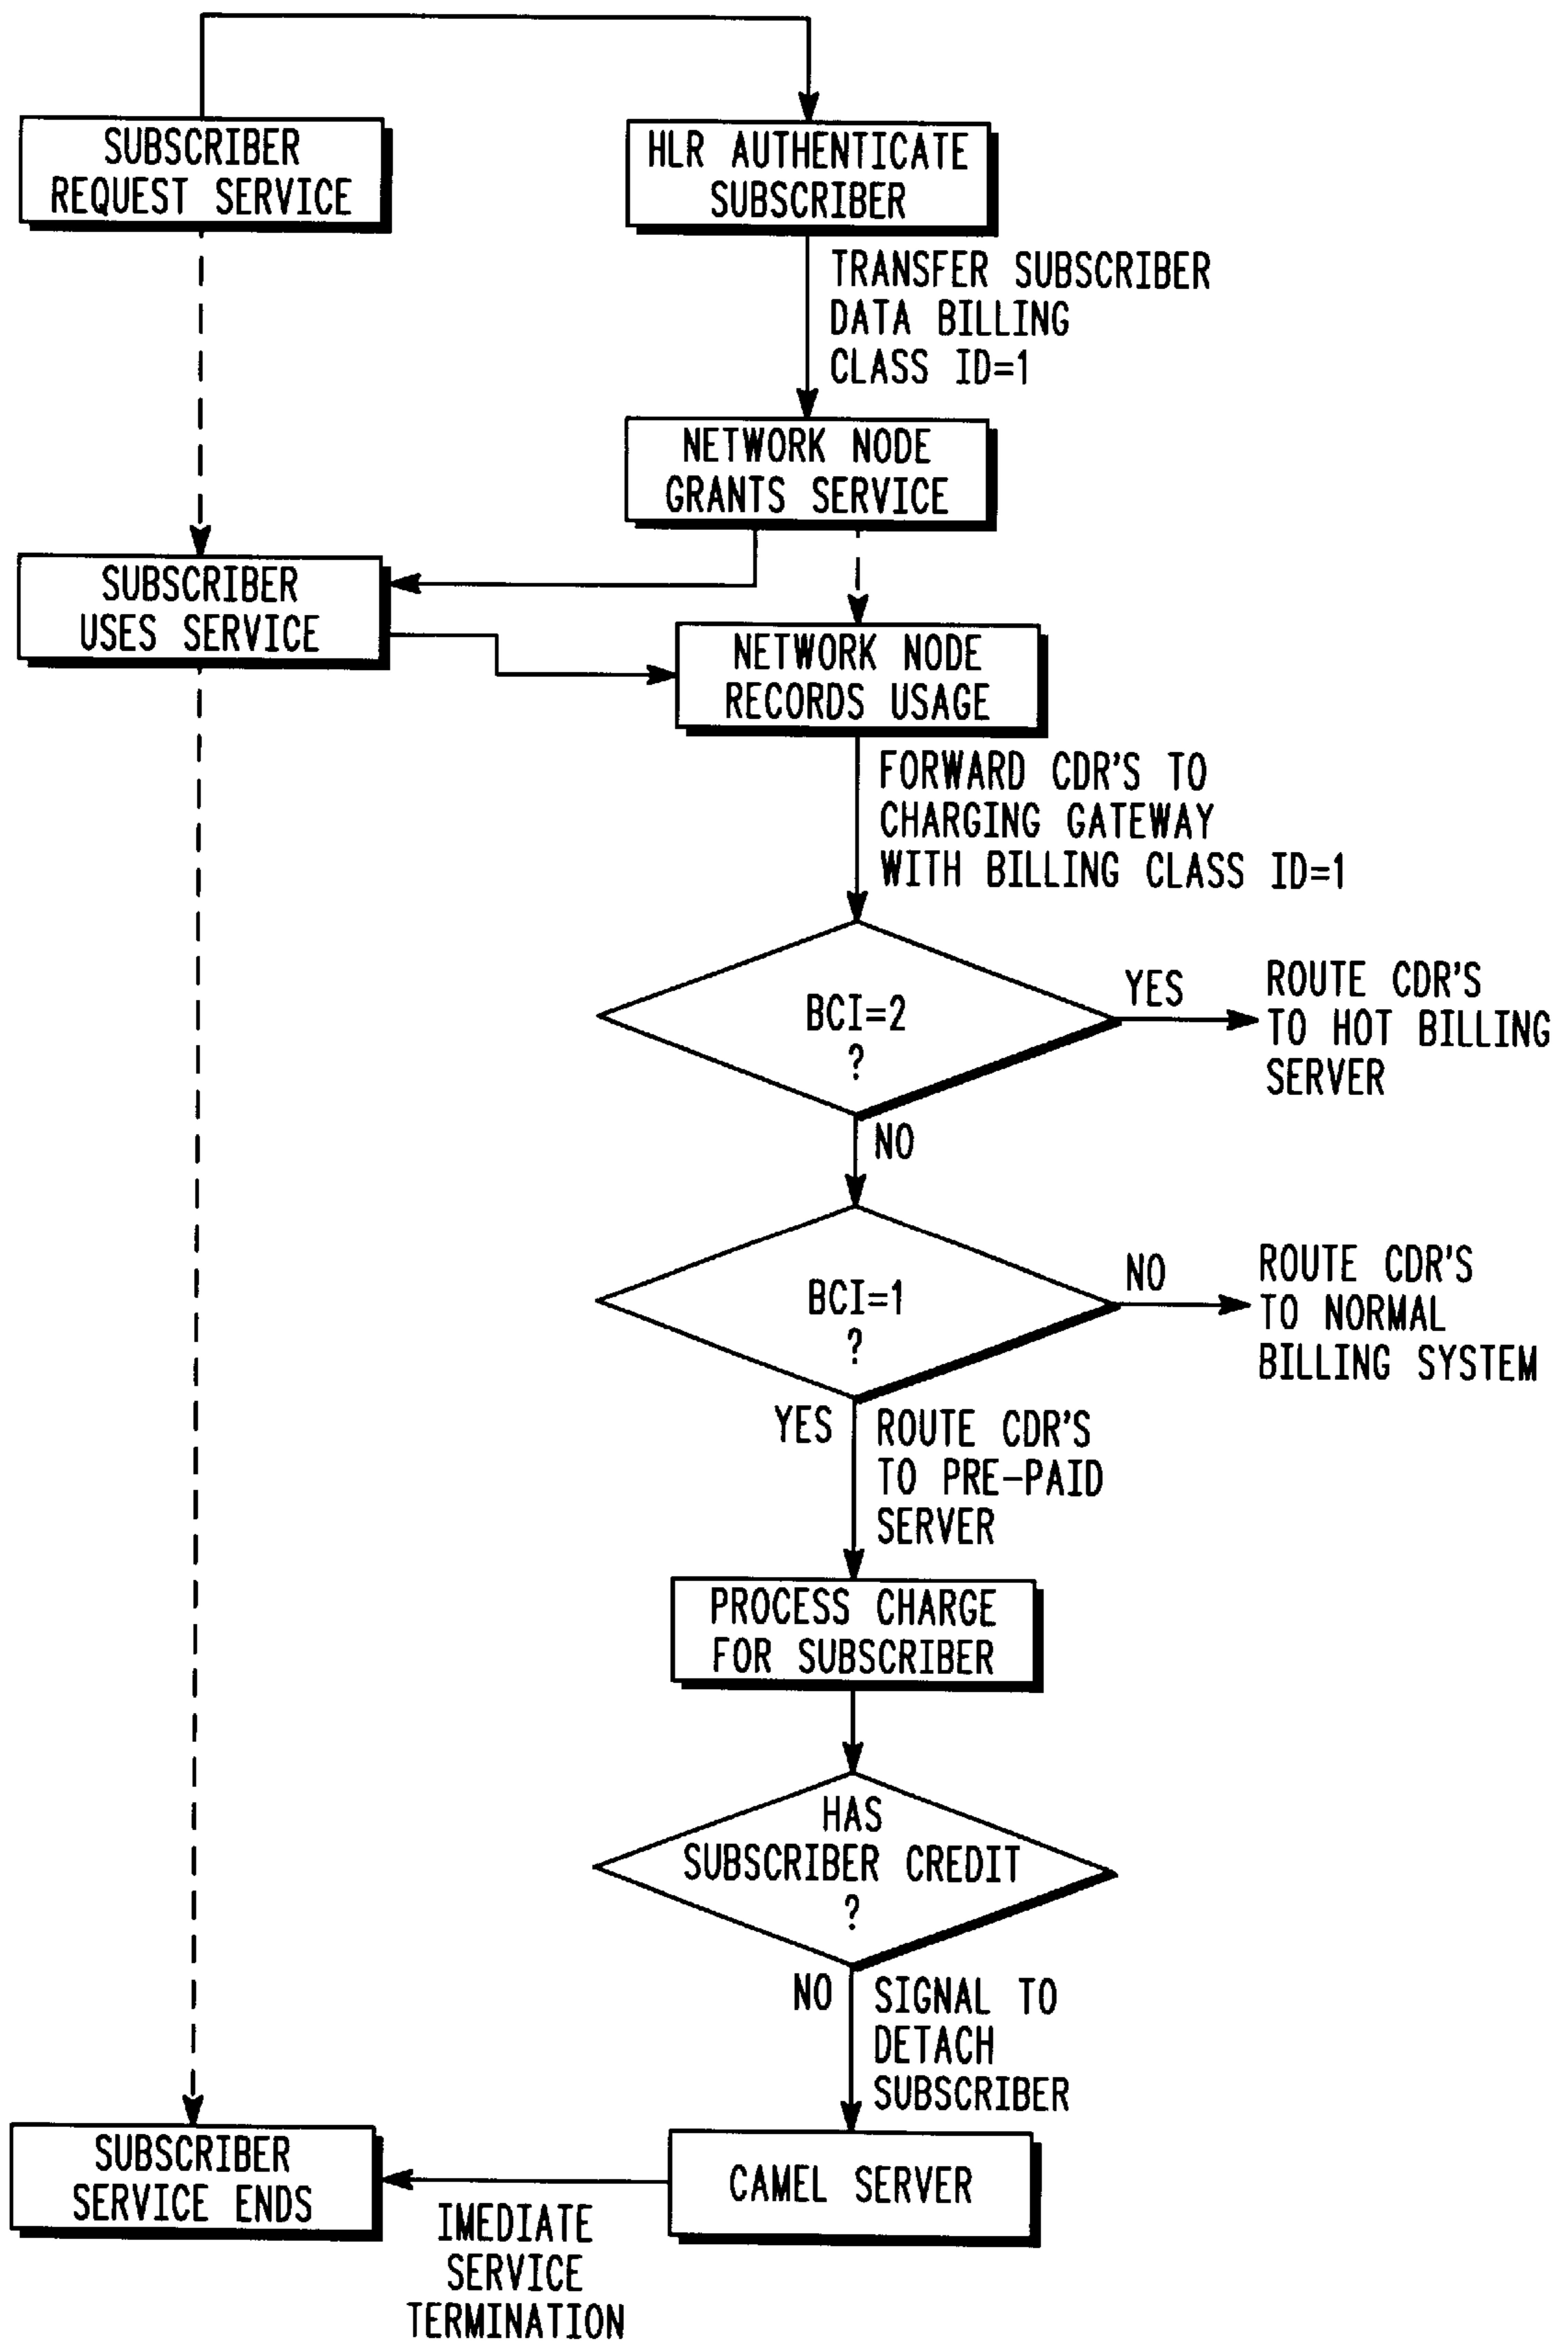 SUBSCRIBER
REQUEST SERVICE
HLR AUTHENTICATE
SUBSCRIBER
TRANSFER SUBSCRIBER
DATA BILLING
CLASS ID=1
NETWORK NODE
GRANTS SERVICE
SUBSCRIBER
USES SERVICE
NETWORK NODE
RECORDS USAGE
FORWARD CDR'S TO
CHARGING GATEWAY
WITH BILLING CLASS ID=1
BCI=2
?
YES
ROUTE CDR'S
TO HOT BILLING
SERVER
NO
BCI=1
?
NO
ROUTE CDR'S
TO NORMAL
BILLING SYSTEM
YES
ROUTE CDR'S
TO PRE-PAID
SERVER
PROCESS CHARGE
FOR SUBSCRIBER
HAS
SUBSCRIBER CREDIT
?
NO
SIGNAL TO
DETACH
SUBSCRIBER
CAMEL SERVER
SUBSCRIBER
SERVICE ENDS
IMEDIATE
SERVICE
TERMINATION